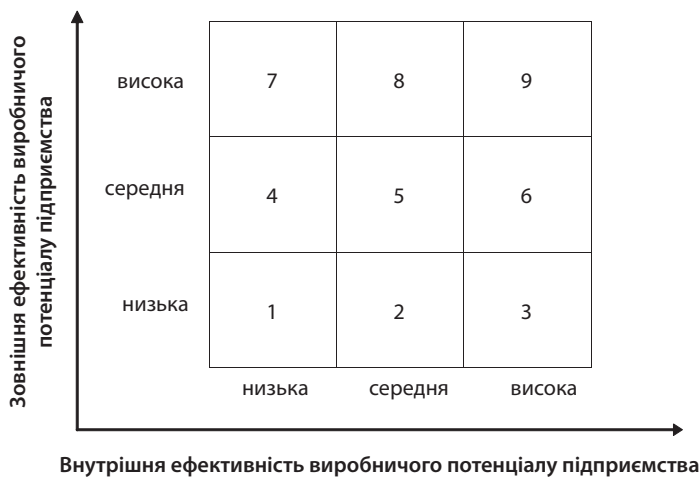 Зовнішня ефективність виробничого
потенціалу підприємства
висока 7 8 9
середня 4 5 6
низька 1 2 3
низька середня висока
Внутрішня ефективність виробничого потенціалу підприємства